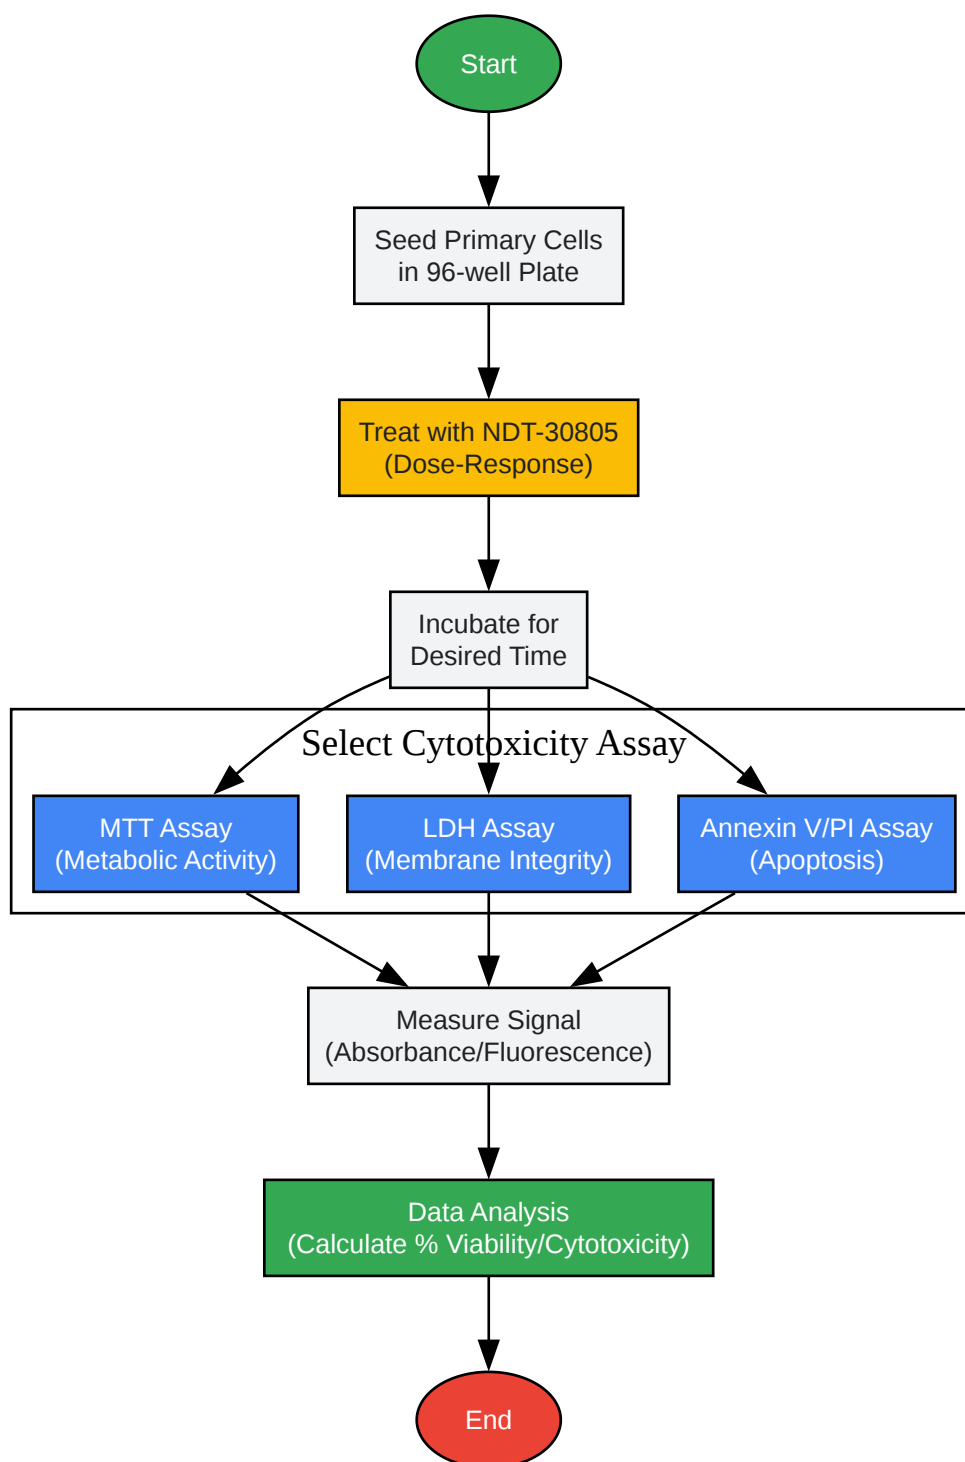 Start
Seed Primary Cells
in 96-well Plate
Treat with NDT-30805
(Dose-Response)
Incubate for
Desired Time
Select Cytotoxicity Assay
MTT Assay
(Metabolic Activity)
LDH Assay
(Membrane Integrity)
Annexin V/PI Assay
(Apoptosis)
Measure Signal
(Absorbance/Fluorescence)
Data Analysis
(Calculate % Viability/Cytotoxicity)
End